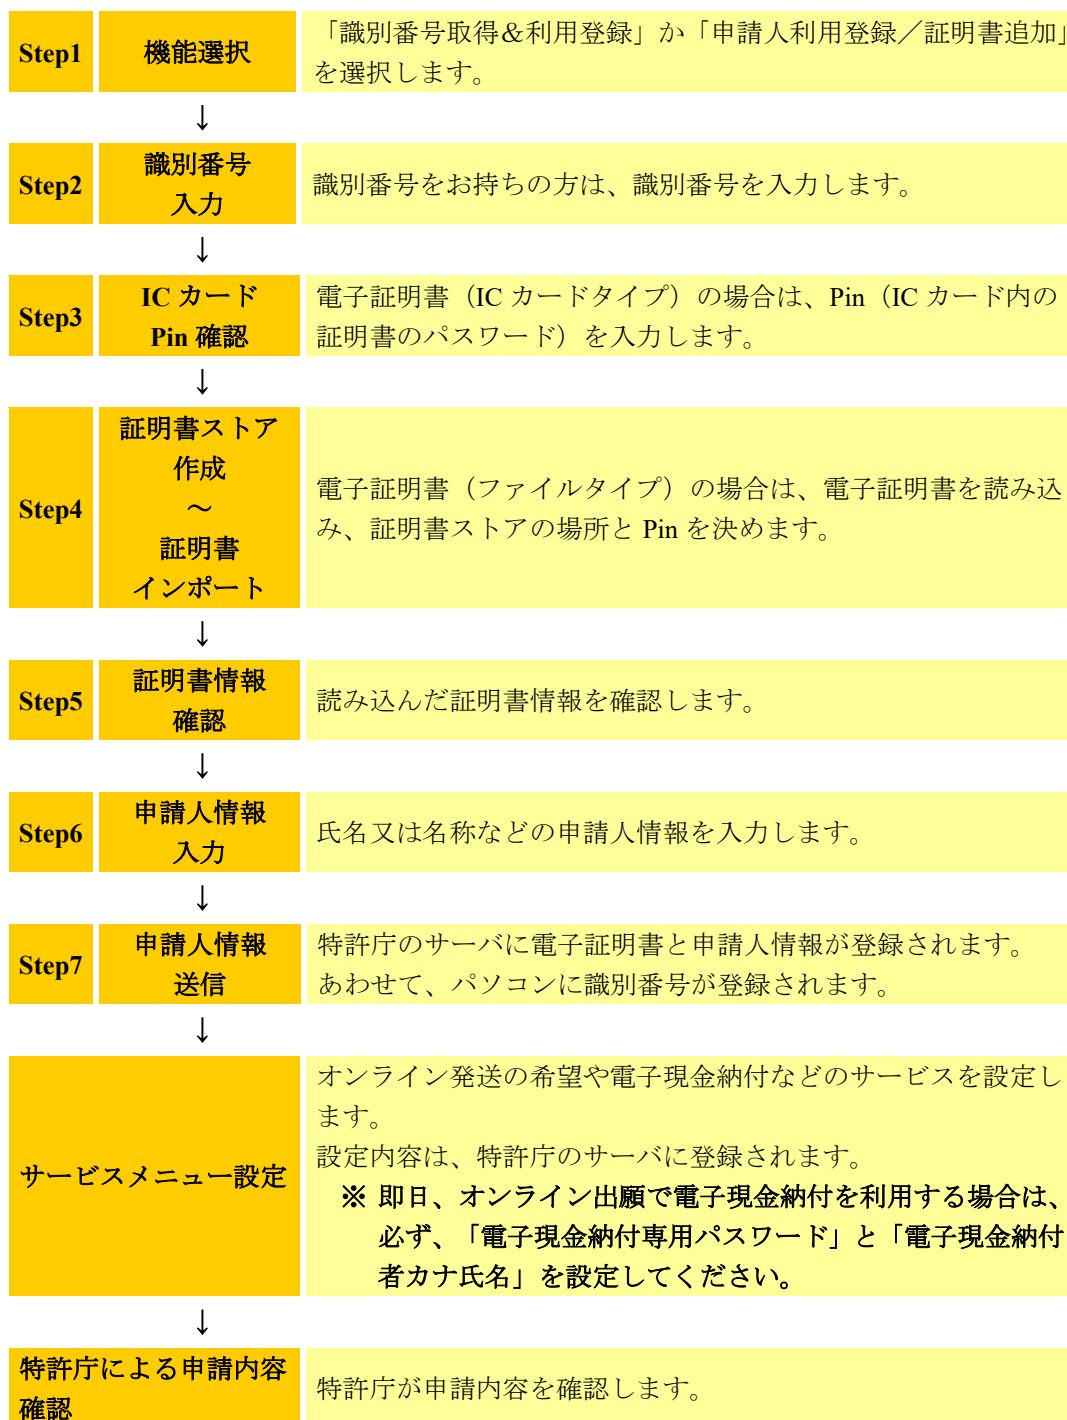 Step1
機能選択
「識別番号取得&利用登録」か「申請人利用登録／証明書追加」
を選択します。
↓
Step2
識別番号
入力
識別番号をお持ちの方は、識別番号を入力します。
↓
Step3
IC カード
Pin 確認
電子証明書（IC カードタイプ）の場合は、Pin（IC カード内の
証明書のパスワード）を入力します。
↓
Step4
証明書ストア
作成
～
証明書
インポート
電子証明書（ファイルタイプ）の場合は、電子証明書を読み込
み、証明書ストアの場所と Pin を決めます。
↓
Step5
証明書情報
確認
読み込んだ証明書情報を確認します。
↓
Step6
申請人情報
入力
氏名又は名称などの申請人情報を入力します。
↓
Step7
申請人情報
送信
特許庁のサーバに電子証明書と申請人情報が登録されます。
あわせて、パソコンに識別番号が登録されます。
↓
サービスメニュー設定
オンライン発送の希望や電子現金納付などのサービスを設定し
ます。
設定内容は、特許庁のサーバに登録されます。
※ 即日、オンライン出願で電子現金納付を利用する場合は、
必ず、「電子現金納付専用パスワード」と「電子現金納付
者カナ氏名」を設定してください。
↓
特許庁による申請内容
確認
特許庁が申請内容を確認します。